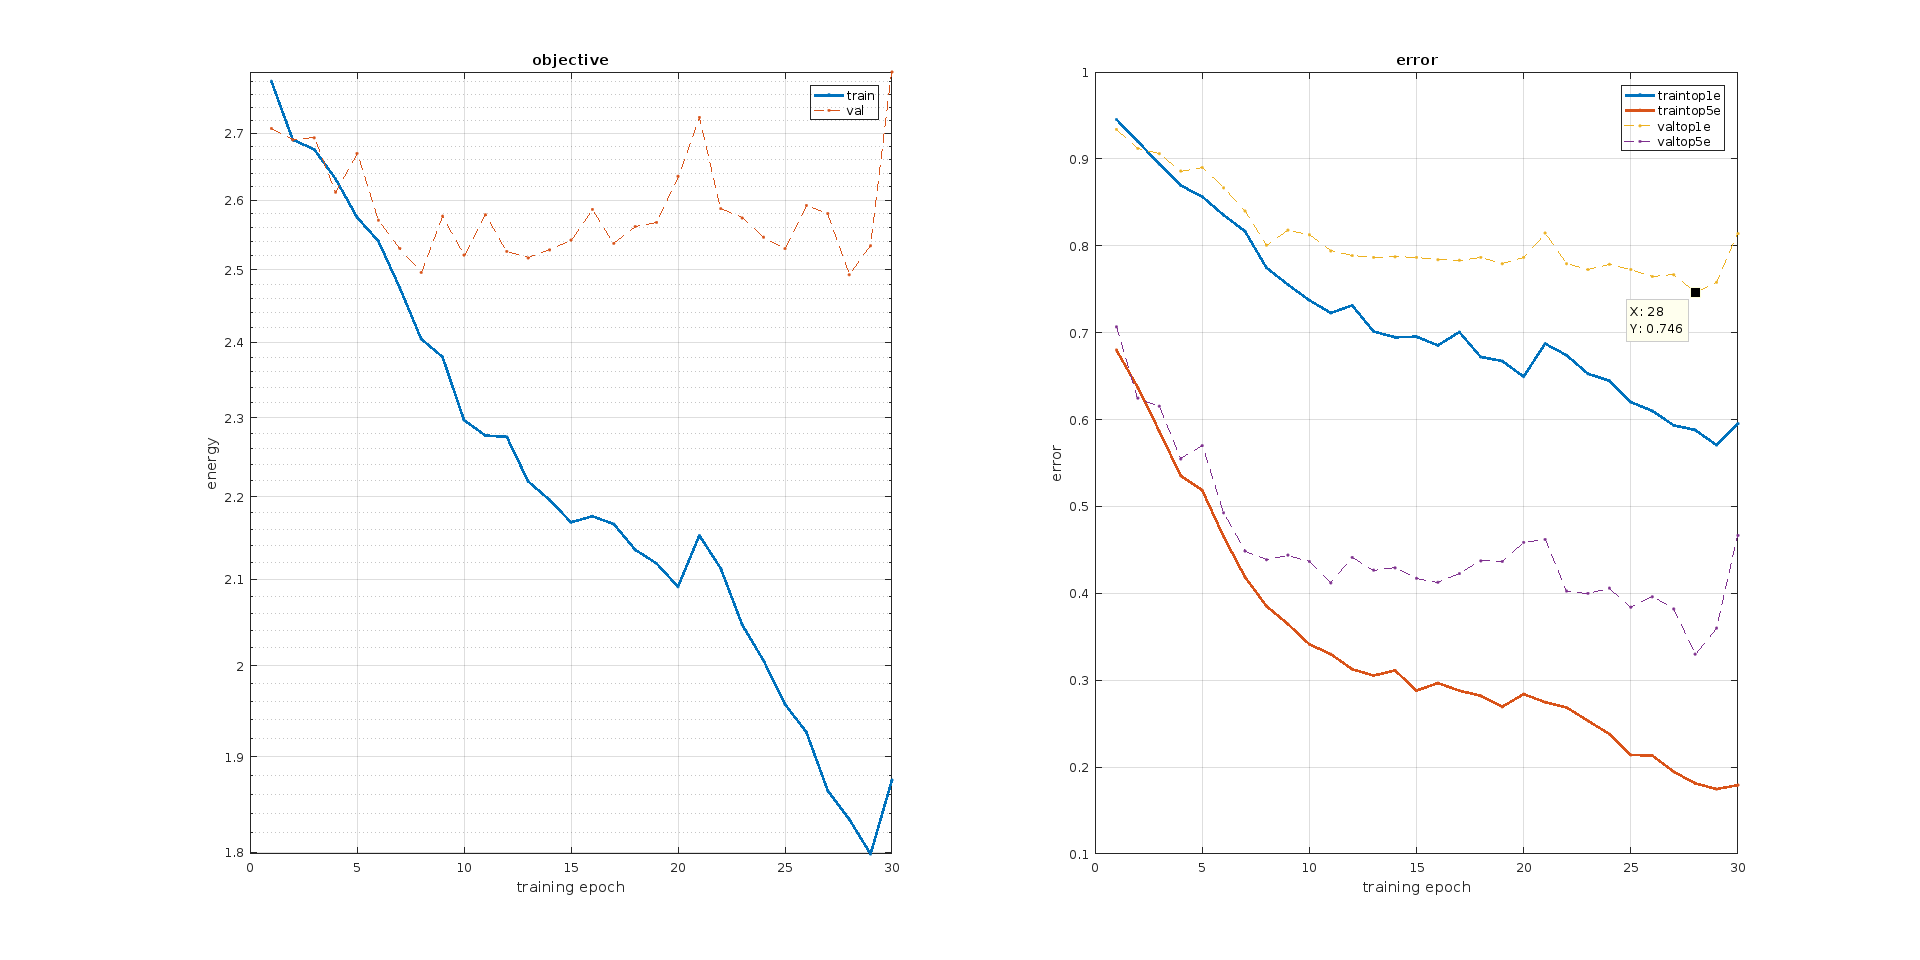 objective
train
val
2.7
2.6
2.5
2.4
2.3
2.2
2.1
2
1.9
1.8
energy
0 5 10 15 20 25 30
training epoch
error
traintop1e
traintop5e
valtop1e
valtop5e
X: 28
Y: 0.746
1
0.9
0.8
0.7
0.6
0.5
0.4
0.3
0.2
0.1
error
0 5 10 15 20 25 30
training epoch